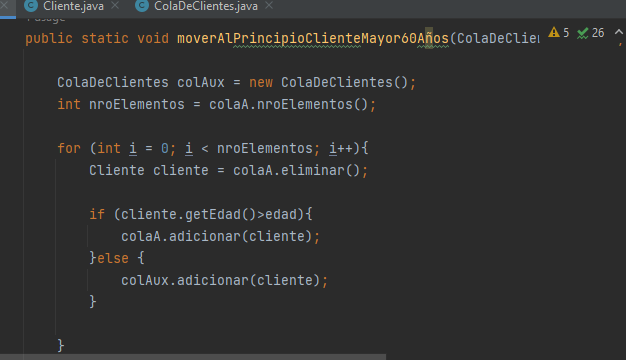 Cliente.java × ColaDeClientes.java ×
public static void moverAlPrincipioClienteMayor60Años(ColaDeClien 5 26
ColaDeClientes colAux = new ColaDeClientes();
int nroElementos = colaA.nroElementos();
for (int i = 0; i < nroElementos; i++){
Cliente cliente = colaA.eliminar();
if (cliente.getEdad()>edad){
colaA.adicionar(cliente);
}else {
colAux.adicionar(cliente);
}
}